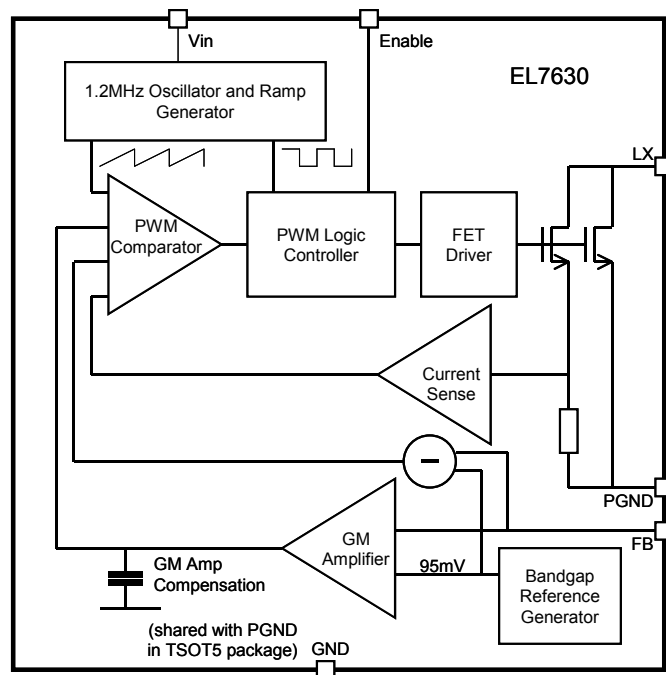 Vin
Enable
EL7630
1.2MHz Oscillator and Ramp
Generator
LX
PWM
Comparator
PWM Logic
Controller
FET
Driver
Current
Sense
PGND
FB
GM
Amplifier
95mV
GM Amp
Compensation
Bandgap
Reference
Generator
(shared with PGND
in TSOT5 package)
GND